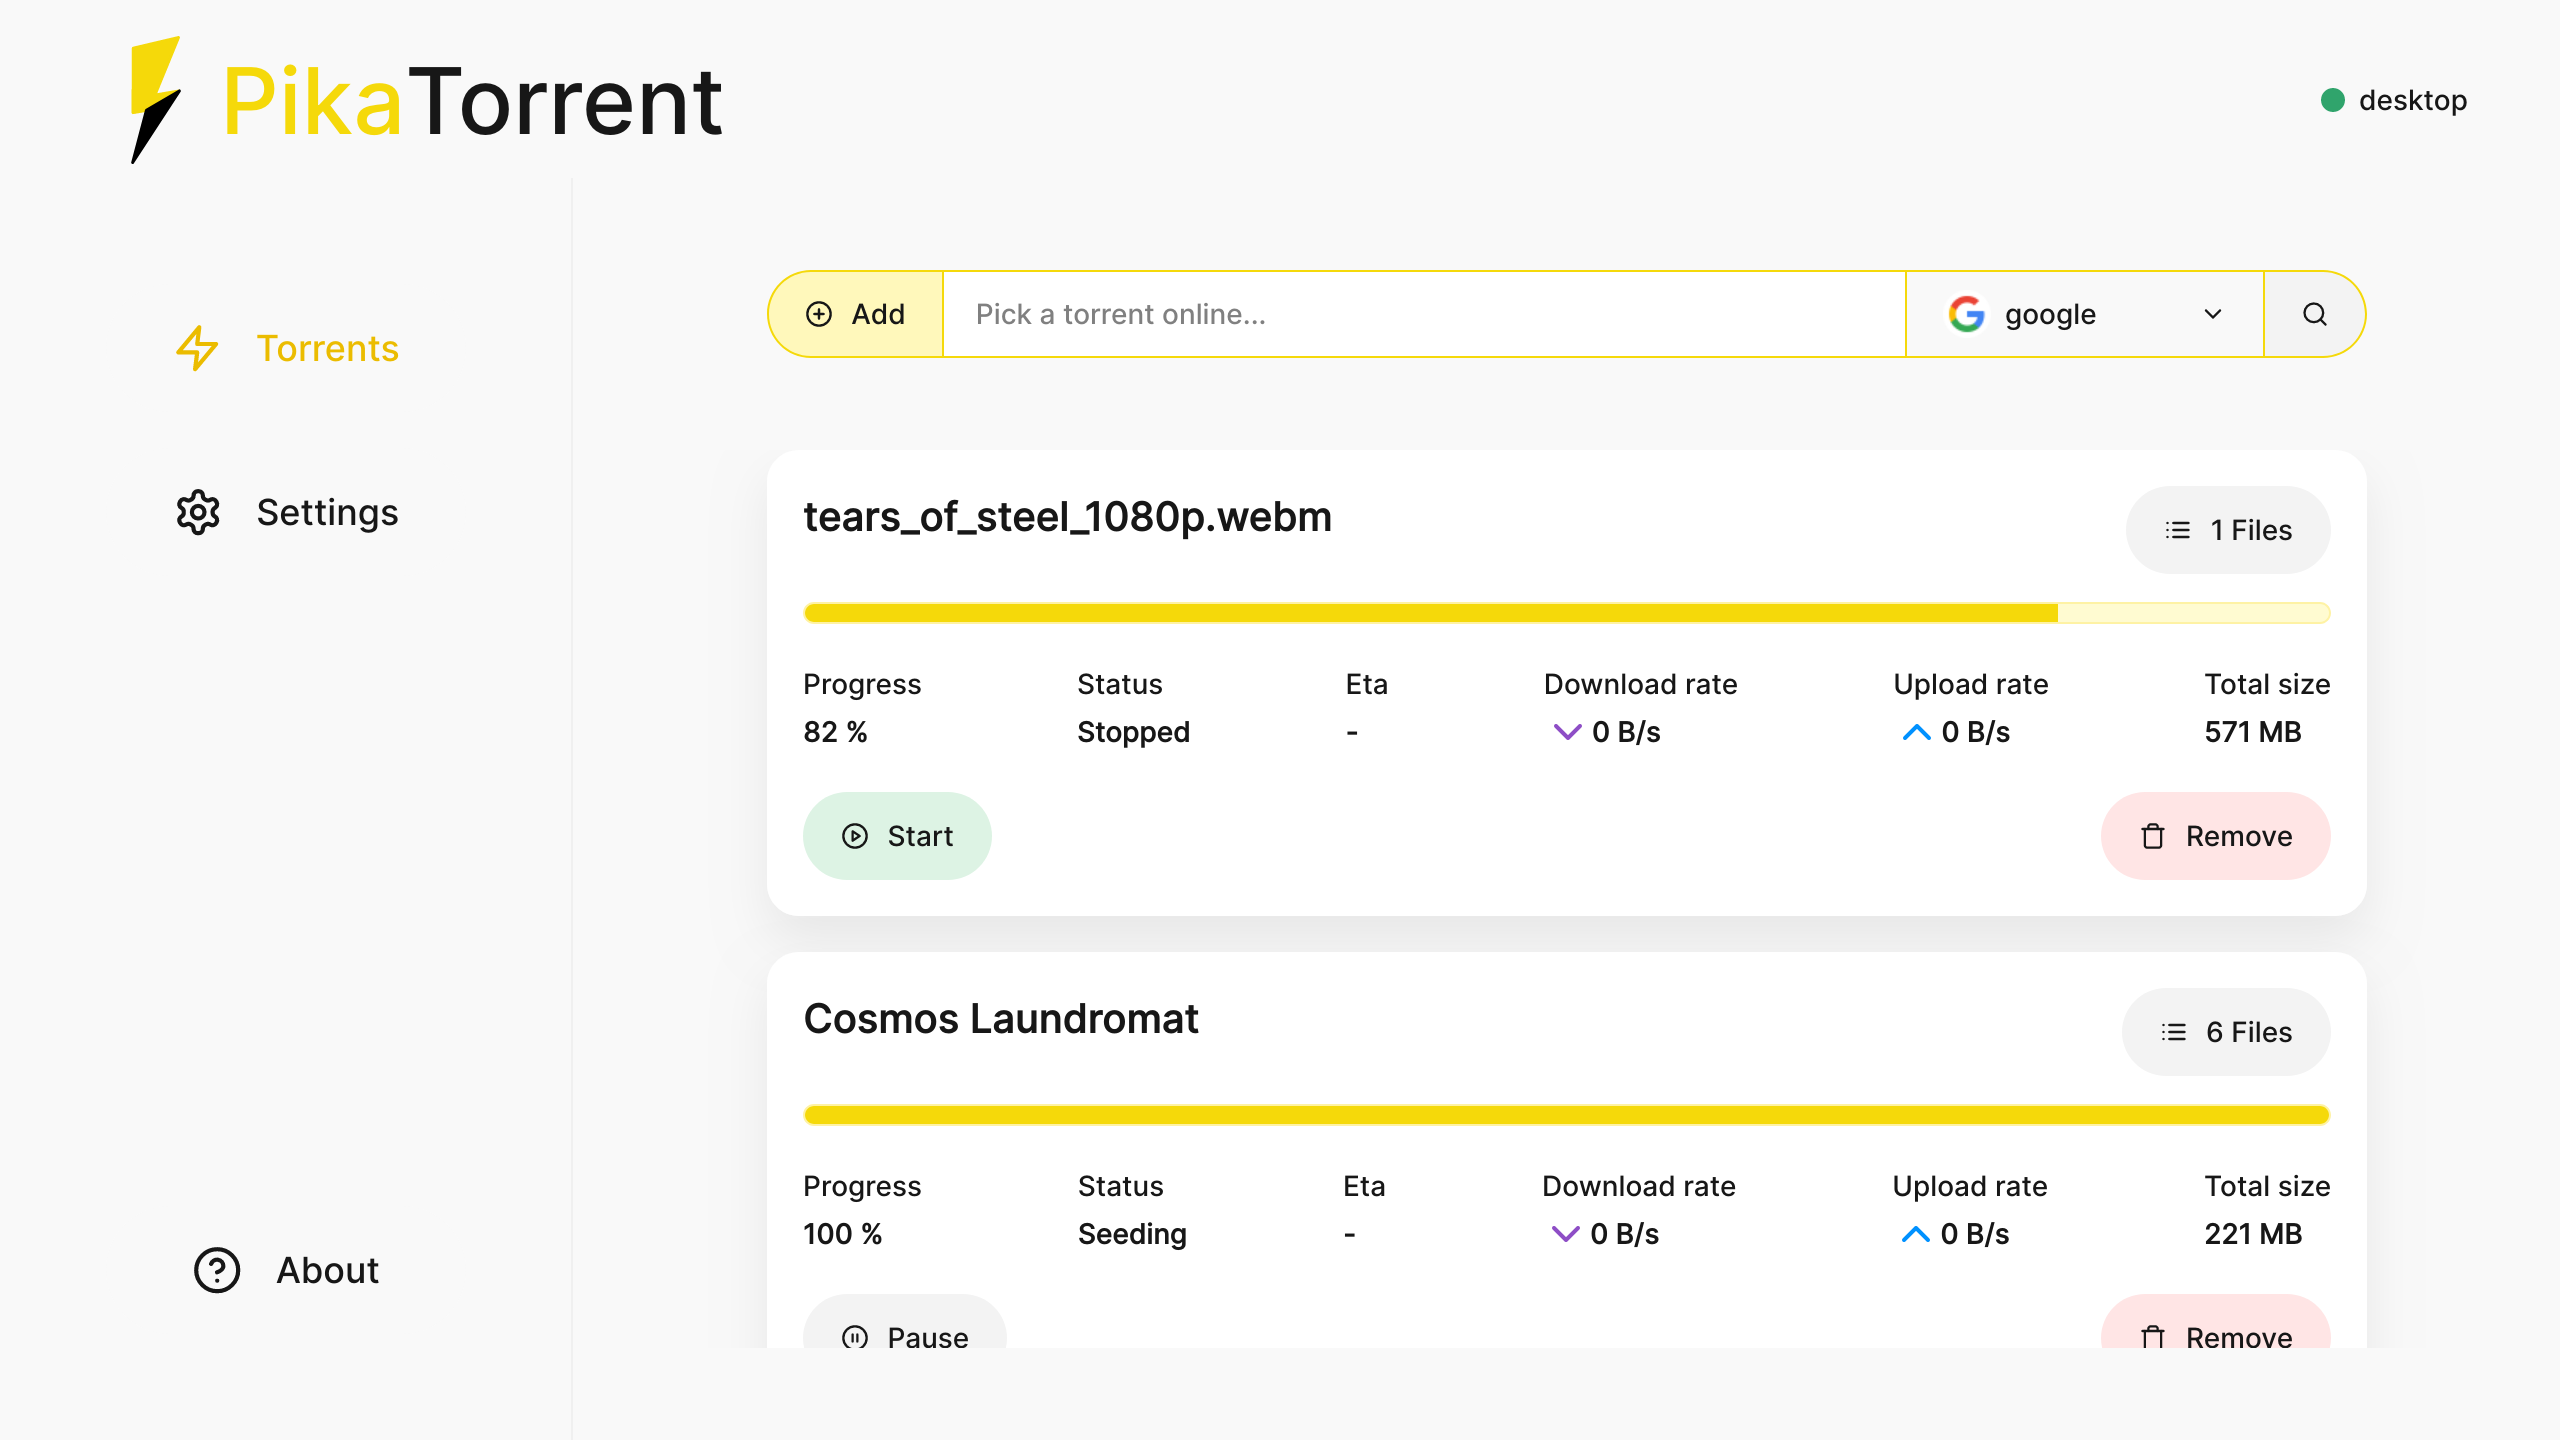 PikaTorrent
desktop
Torrents
Settings
About
Add
Pick a torrent online...
google
tears_of_steel_1080p.webm
1 Files
Progress Status Eta Download rate Upload rate Total size
82 % Stopped - 0 B/s 0 B/s 571 MB
Start
Remove
Cosmos Laundromat
6 Files
Progress Status Eta Download rate Upload rate Total size
100 % Seeding - 0 B/s 0 B/s 221 MB
Pause
Remove